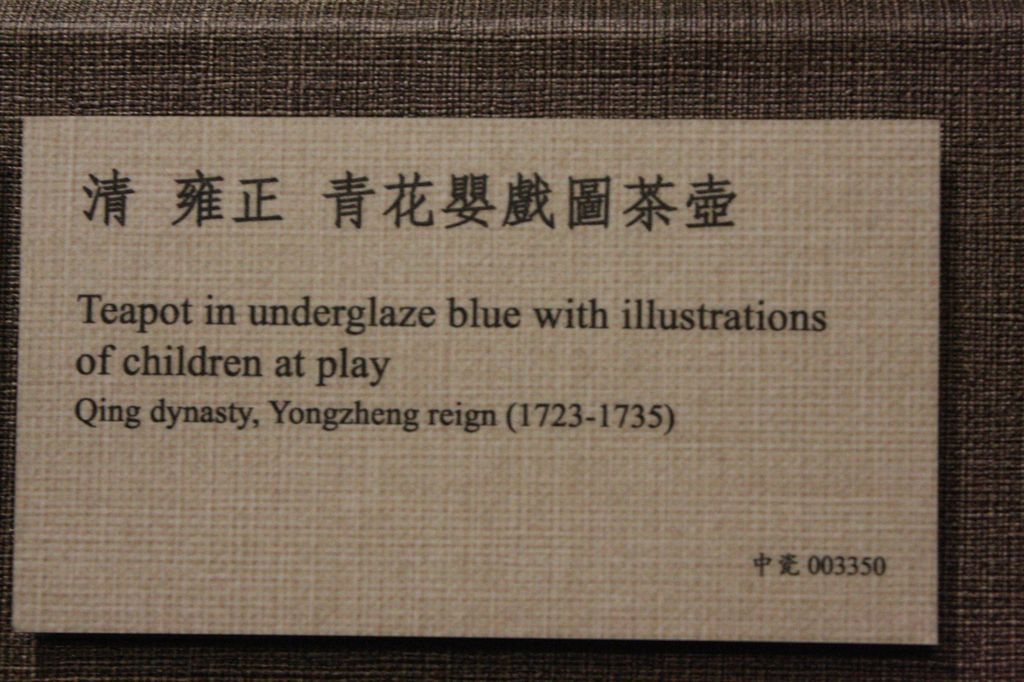 清 雍正 青花嬰戲圖茶壺
Teapot in underglaze blue with illustrations
of children at play
Qing dynasty, Yongzheng reign (1723-1735)
中瓷 003350